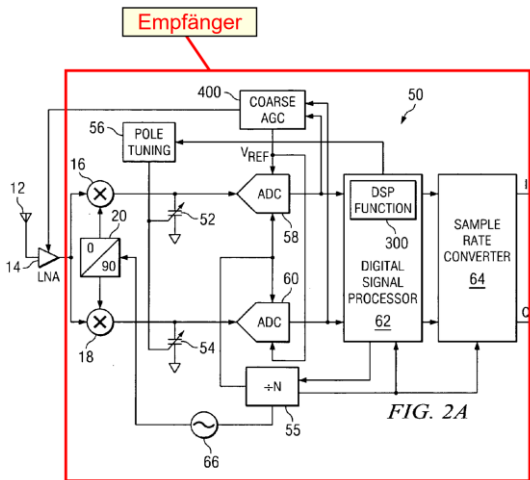 Empfänger
400
COARSE
AGC
50
56
POLE
TUNING
VREF
12
16
20
52
ADC
58
DSP
FUNCTION
300
14
LNA
0
90
60
ADC
DIGITAL
SIGNAL
PROCESSOR
62
SAMPLE
RATE
CONVERTER
64
I
Q
18
54
÷N
55
66
FIG. 2A